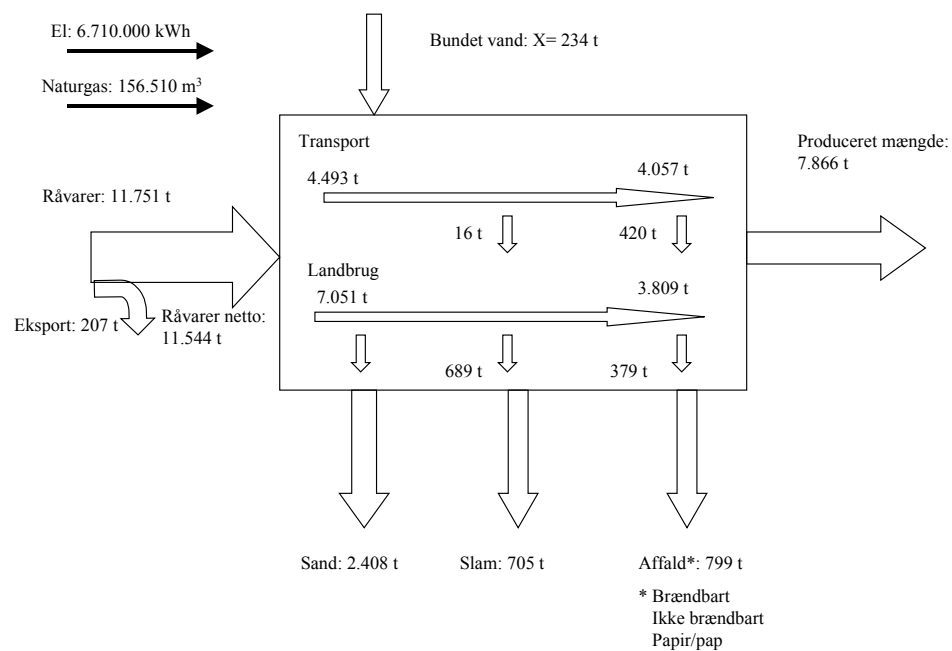 El: 6.710.000 kWh
Bundet vand: X= 234 t
Naturgas: 156.510 m³
Transport
Produceret mængde:
7.866 t
4.493 t
4.057 t
Råvarer: 11.751 t
16 t
420 t
Landbrug
7.051 t
3.809 t
Eksport: 207 t
Råvarer netto:
11.544 t
689 t
379 t
Sand: 2.408 t
Slam: 705 t
Affald*: 799 t
* Brændbart
Ikke brændbart
Papir/pap